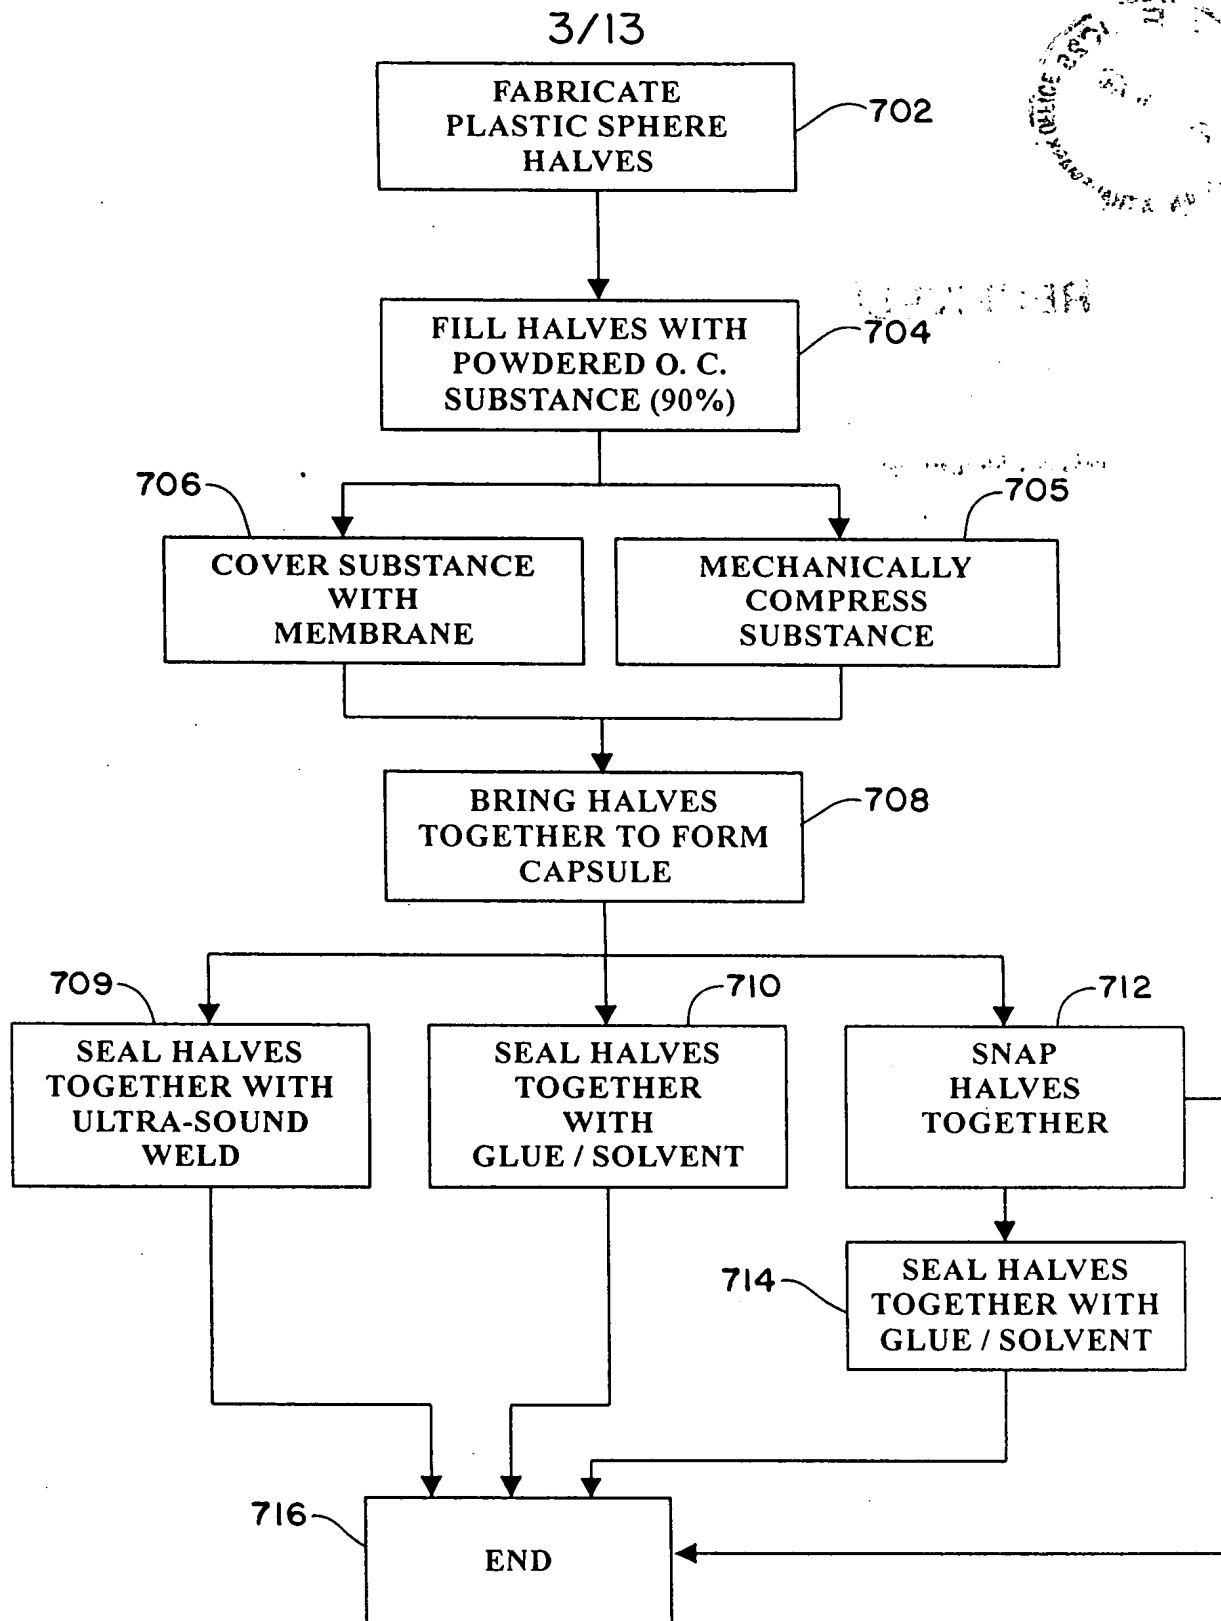 3/13
FABRICATE
PLASTIC SPHERE
HALVES
702
FILL HALVES WITH
POWDERED O. C.
SUBSTANCE (90%)
704
706
705
COVER SUBSTANCE
WITH
MEMBRANE
MECHANICALLY
COMPRESS
SUBSTANCE
BRING HALVES
TOGETHER TO FORM
CAPSULE
708
709
710
712
SEAL HALVES
TOGETHER WITH
ULTRA-SOUND
WELD
SEAL HALVES
TOGETHER
WITH
GLUE / SOLVENT
SNAP
HALVES
TOGETHER
714
SEAL HALVES
TOGETHER WITH
GLUE / SOLVENT
716
END